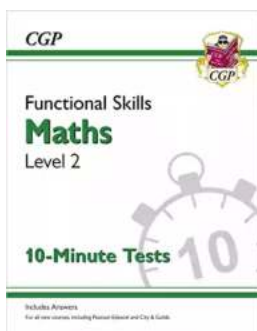 CGP
CGP
Functional Skills
Maths
Level 2
10
10-Minute Tests
Includes Answers
For all new courses including Pearson Edexcel and City & Guilds